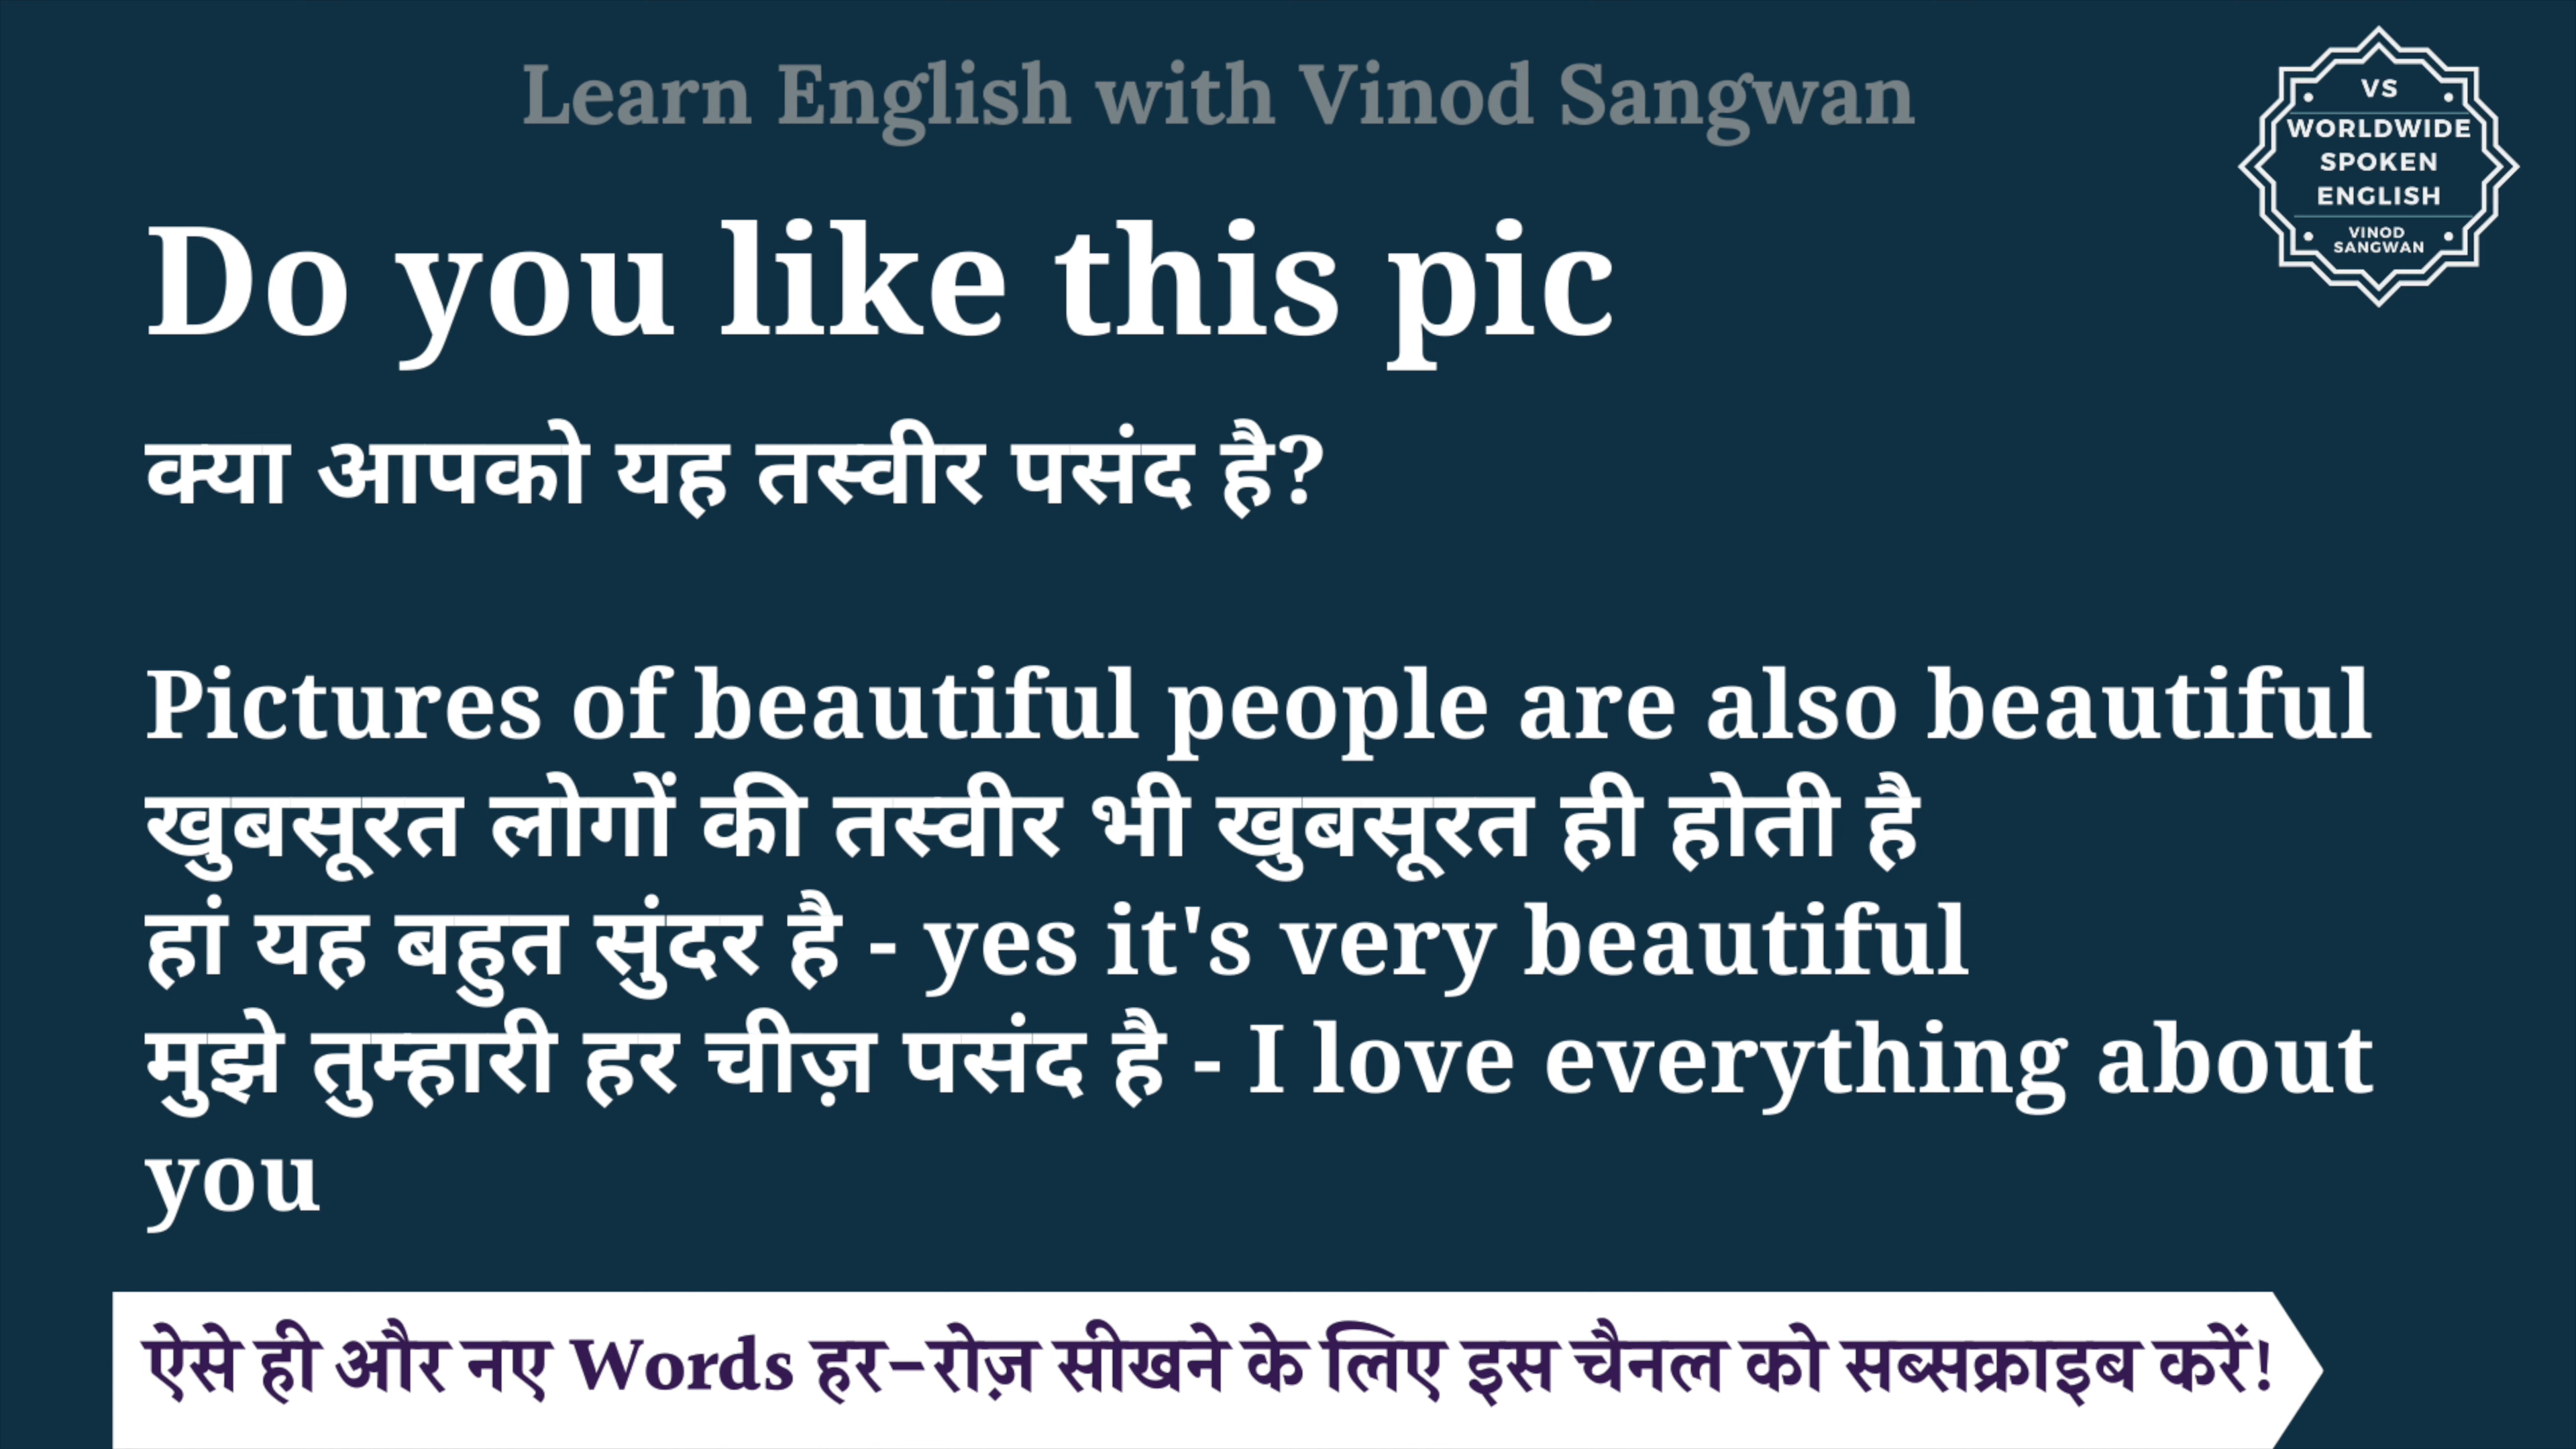 Learn English with Vinod Sangwan
VS
WORLDWIDE
SPOKEN
ENGLISH
VINOD
SANGWAN
Do you like this pic
क्या आपको यह तस्वीर पसंद है?
Pictures of beautiful people are also beautiful
खुबसूरत लोगों की तस्वीर भी खुबसूरत ही होती है
हां यह बहुत सुंदर है - yes it's very beautiful
मुझे तुम्हारी हर चीज़ पसंद है - I love everything about
you
ऐसे ही और नए Words हर-रोज़ सीखने के लिए इस चैनल को सब्सक्राइब करें!